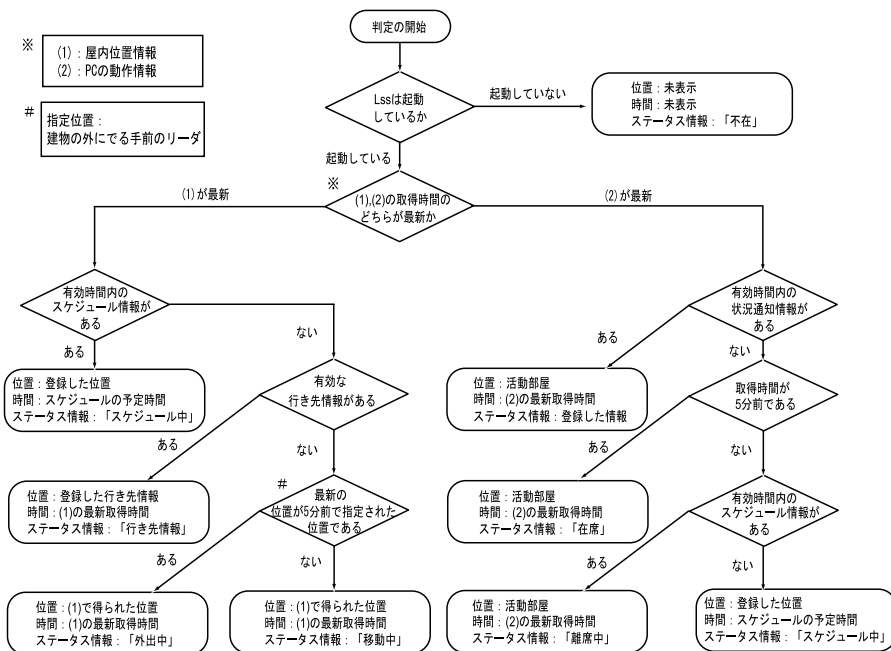 判定の開始
※
(1)：屋内位置情報
(2)：PCの動作情報
#
指定位置：
建物の外にでる手前のリーダ
Lssは起動
しているか
起動していない
位置：未表示
時間：未表示
ステータス情報：「不在」
起動している
※
(1),(2)の取得時間の
どちらが最新か
(1)が最新
(2)が最新
有効時間内の
スケジュール情報が
ある
ある
ない
位置：登録した位置
時間：スケジュールの予定時間
ステータス情報：「スケジュール中」
有効な
行き先情報がある
ある
ない
位置：登録した行き先情報
時間：(1)の最新取得時間
ステータス情報：「行き先情報」
#
最新の
位置が5分前で指定された
位置である
ある
ない
位置：(1)で得られた位置
時間：(1)の最新取得時間
ステータス情報：「外出中」
位置：(1)で得られた位置
時間：(1)の最新取得時間
ステータス情報：「移動中」
有効時間内の
状況通知情報が
ある
ある
ない
位置：活動部屋
時間：(2)の最新取得時間
ステータス情報：登録した情報
取得時間が
5分前である
ある
ない
位置：活動部屋
時間：(2)の最新取得時間
ステータス情報：「在席」
有効時間内の
スケジュール情報が
ある
ある
ない
位置：活動部屋
時間：(2)の最新取得時間
ステータス情報：「離席中」
位置：登録した位置
時間：スケジュールの予定時間
ステータス情報：「スケジュール中」